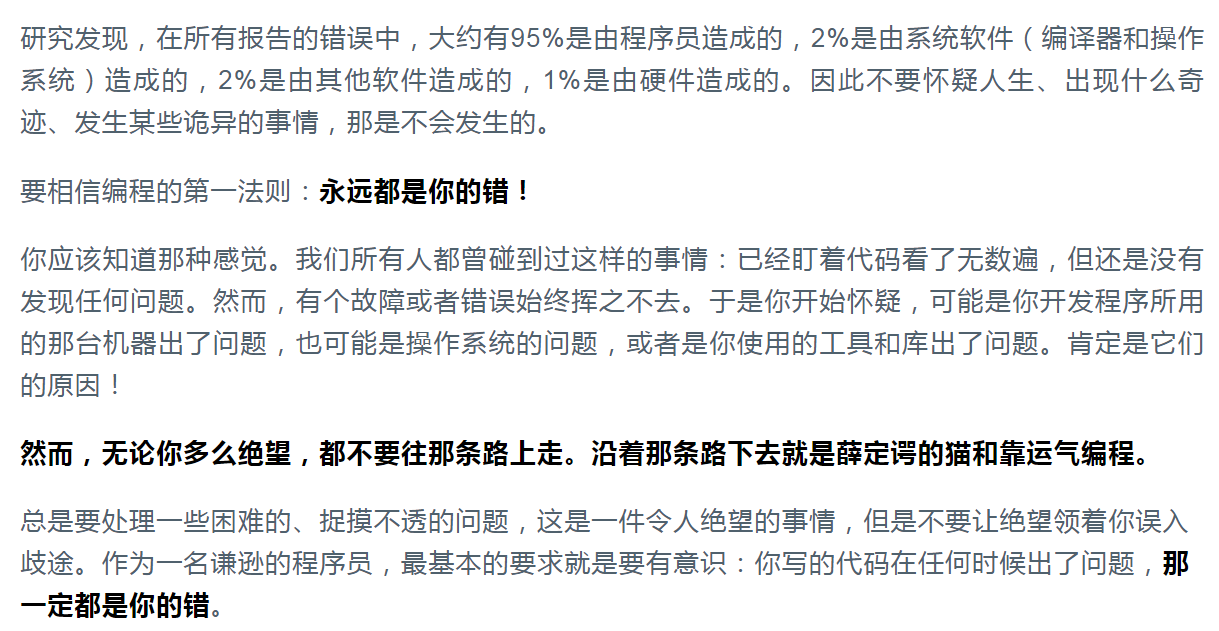 研究发现，在所有报告的错误中，大约有95%是由程序员造成的，2%是由系统软件（编译器和操作
系统）造成的，2%是由其他软件造成的，1%是由硬件造成的。因此不要怀疑人生、出现什么奇
迹、发生某些诡异的事情，那是不会发生的。
要相信编程的第一法则：永远都是你的错！
你应该知道那种感觉。我们所有人都曾碰到过这样的事情：已经盯着代码看了无数遍，但还是没有
发现任何问题。然而，有个故障或者错误始终挥之不去。于是你开始怀疑，可能是你开发程序所用
的那台机器出了问题，也可能是操作系统的问题，或者是你使用的工具和库出了问题。肯定是它们
的原因！
然而，无论你多么绝望，都不要往那条路上走。沿着那条路下去就是薛定谔的猫和靠运气编程。
总是要处理一些困难的、捉摸不透的问题，这是一件令人绝望的事情，但是不要让绝望领着你误入
歧途。作为一名谦逊的程序员，最基本的要求就是要有意识：你写的代码在任何时候出了问题，那
一定都是你的错。